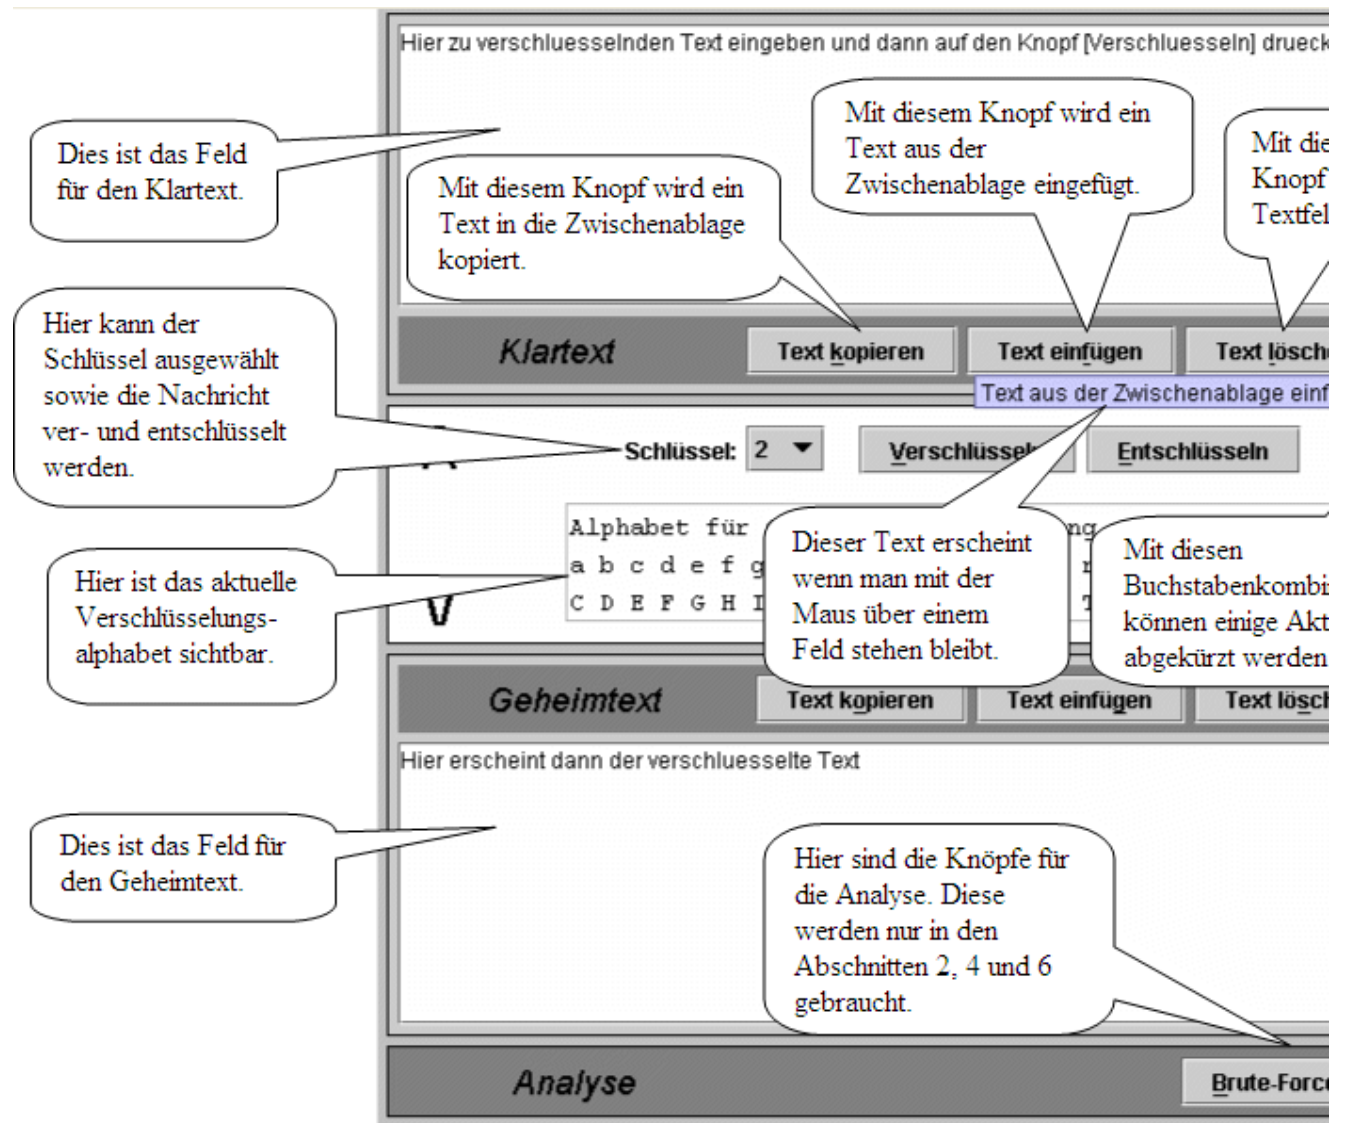 Hier zu verschluesselnden Text eingeben und dann auf den Knopf [Verschluesseln] drueck
Dies ist das Feld
für den Klartext.
Mit diesem Knopf wird ein
Text in die Zwischenablage
kopiert.
Mit diesem Knopf wird ein
Text aus der
Zwischenablage eingefügt.
Mit die
Knopf
Textfel
Klartext
Text kopieren
Text einfügen
Text lösche
Text aus der Zwischenablage einf
Hier kann der
Schlüssel ausgewählt
sowie die Nachricht
ver- und entschlüsselt
werden.
Schlüssel: 2
Verschlüsseln
Entschlüsseln
Hier ist das aktuelle
Verschlüsselungs-
alphabet sichtbar.
Alphabet für ng
a b c d e f g
C D E F G H I
V
Dieser Text erscheint
wenn man mit der
Maus über einem
Feld stehen bleibt.
Mit diesen
Buchstabenkombi
können einige Akt
abgekürzt werden
Geheimtext
Text kopieren
Text einfügen
Text lösch
Hier erscheint dann der verschluesselte Text
Dies ist das Feld für
den Geheimtext.
Hier sind die Knöpfe für
die Analyse. Diese
werden nur in den
Abschnitten 2, 4 und 6
gebraucht.
Analyse
Brute-Force